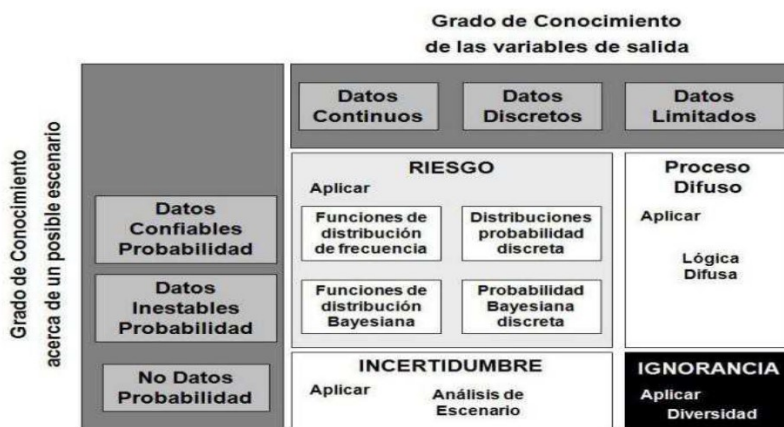 Grado de Conocimiento
de las variables de salida
Grado de Conocimiento
acerca de un posible escenario
Datos
Continuos
Datos
Discretos
Datos
Limitados
Datos
Confiables
Probabilidad
Datos
Inestables
Probabilidad
No Datos
Probabilidad
RIESGO
Aplicar
Funciones de
distribución
de frecuencia
Distribuciones
probabilidad
discreta
Funciones de
distribución
Bayesiana
Probabilidad
Bayesiana
discreta
Proceso
Difuso
Aplicar
Lógica
Difusa
INCERTIDUMBRE
Aplicar
Análisis de
Escenario
IGNORANCIA
Aplicar
Diversidad